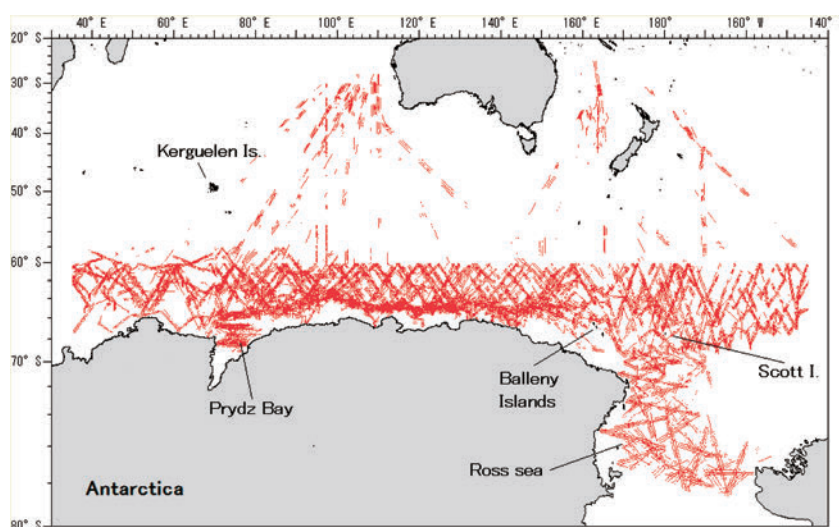 40° E 60° E 80° E 100° E 120° E 140° E 160° E 180° 160° W 140°
20° S
30° S
40° S
Kerguelen Is.
50° S
60° S
70° S
Scott I.
Balleny
Islands
Prydz Bay
Ross sea
Antarctica
80° S